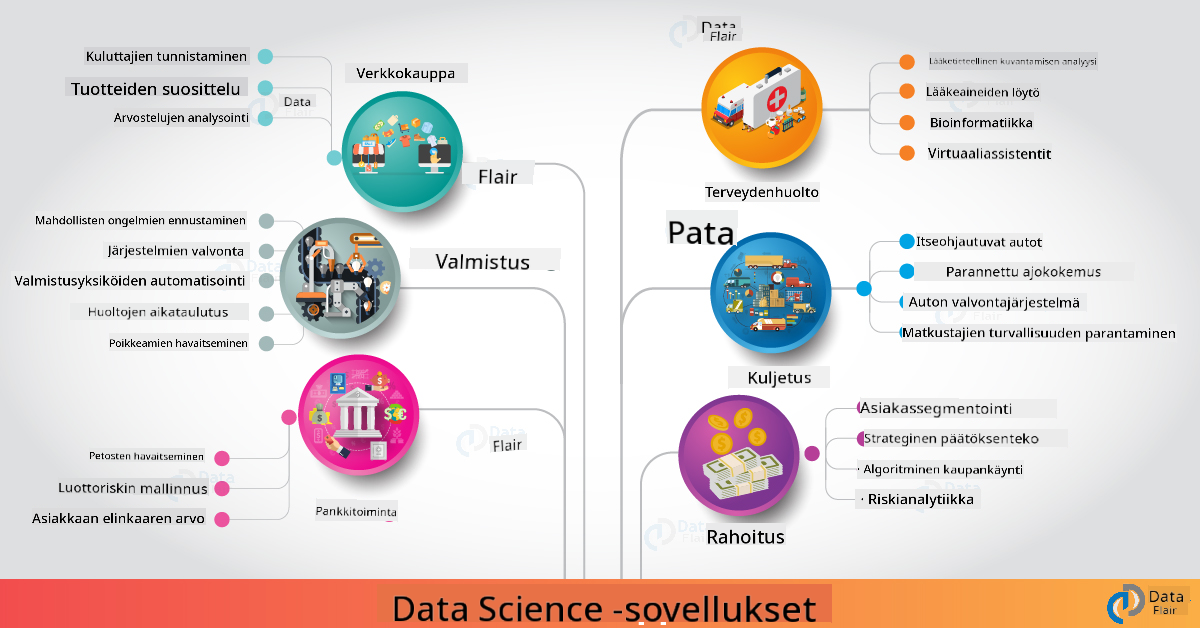 Kuluttajien tunnistaminen
Tuotteiden suosittelu
Arvostelujen analysointi
Data
Verkkokauppa
Flair
Mahdollisten ongelmien ennustaminen
Järjestelmien valvonta
Valmistusyksiköiden automatisointi
Huoltojen aikataulutus
Poikkeamien havaitseminen
Valmistus
Petosten havaitseminen
Luottoriskin mallinnus
Asiakkaan elinkaaren arvo
Pankkitoiminta
Flair
Data
Flair
Terveydenhuolto
Lääketieteellinen kuvantamisen analyysi
Lääkeaineiden löytö
Bioinformatiikka
Virtuaaliassistentit
Pata
Kuljetus
Itseohjautuvat autot
Parannettu ajokokemus
Auton valvontajärjestelmä
Matkustajien turvallisuuden parantaminen
Rahoitus
Asiakassegmentointi
Strateginen päätöksenteko
· Algoritminen kaupankäynti
· Riskianalytiikka
Data Science -sovellukset
Data
Flair